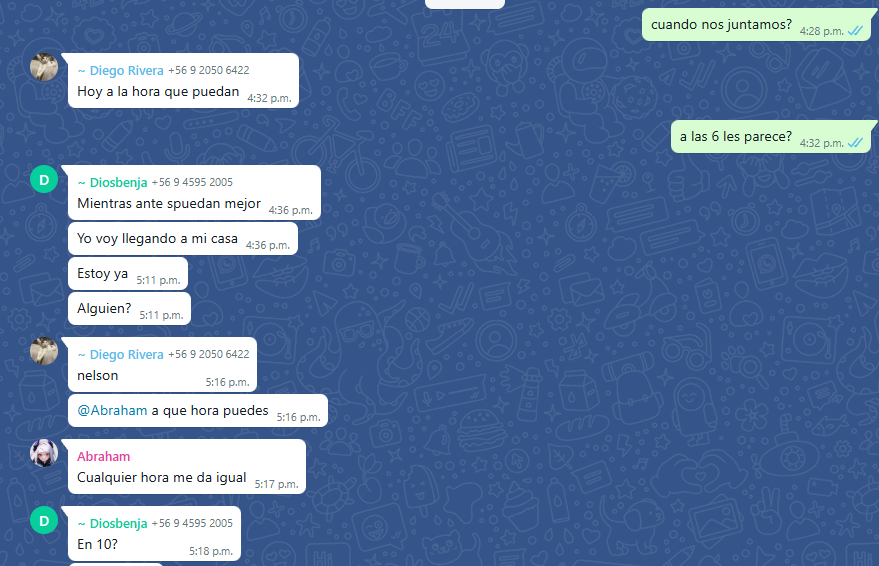 cuando nos juntamos? 4:28 p.m.
~ Diego Rivera +56 9 2050 6422
Hoy a la hora que puedan 4:32 p.m.
a las 6 les parece? 4:32 p.m.
D
~ Diosbenja +56 9 4595 2005
Mientras ante spuedan mejor 4:36 p.m.
Yo voy llegando a mi casa 4:36 p.m.
Estoy ya 5:11 p.m.
Alguien? 5:11 p.m.
~ Diego Rivera +56 9 2050 6422
nelson 5:16 p.m.
@Abraham a que hora puedes 5:16 p.m.
Abraham
Cualquier hora me da igual 5:17 p.m.
D
~ Diosbenja +56 9 4595 2005
En 10? 5:18 p.m.